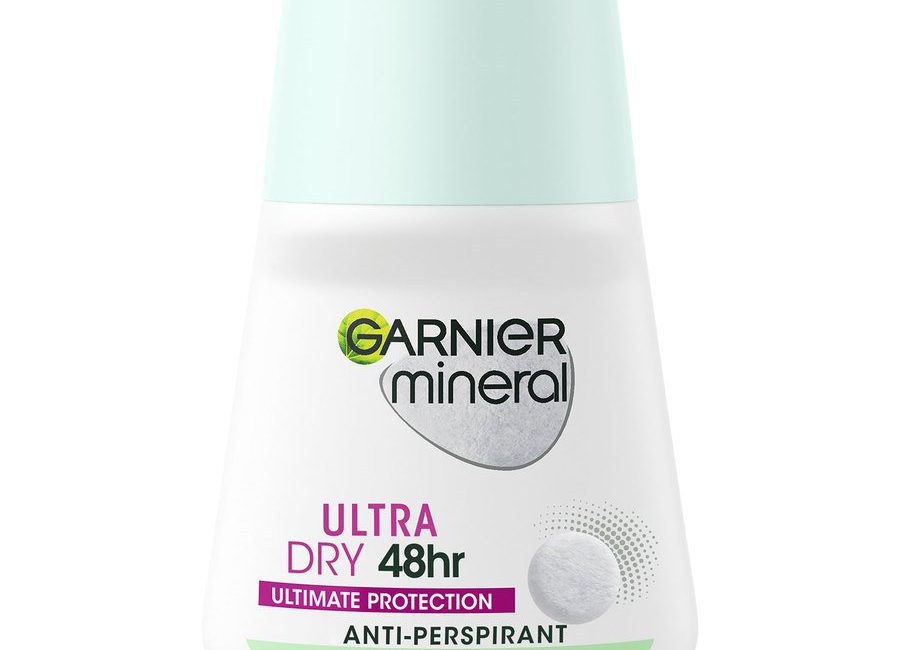 GARNIER
mineral
ULTRA
DRY 48hr
ULTIMATE PROTECTION
ANTI-PERSPIRANT